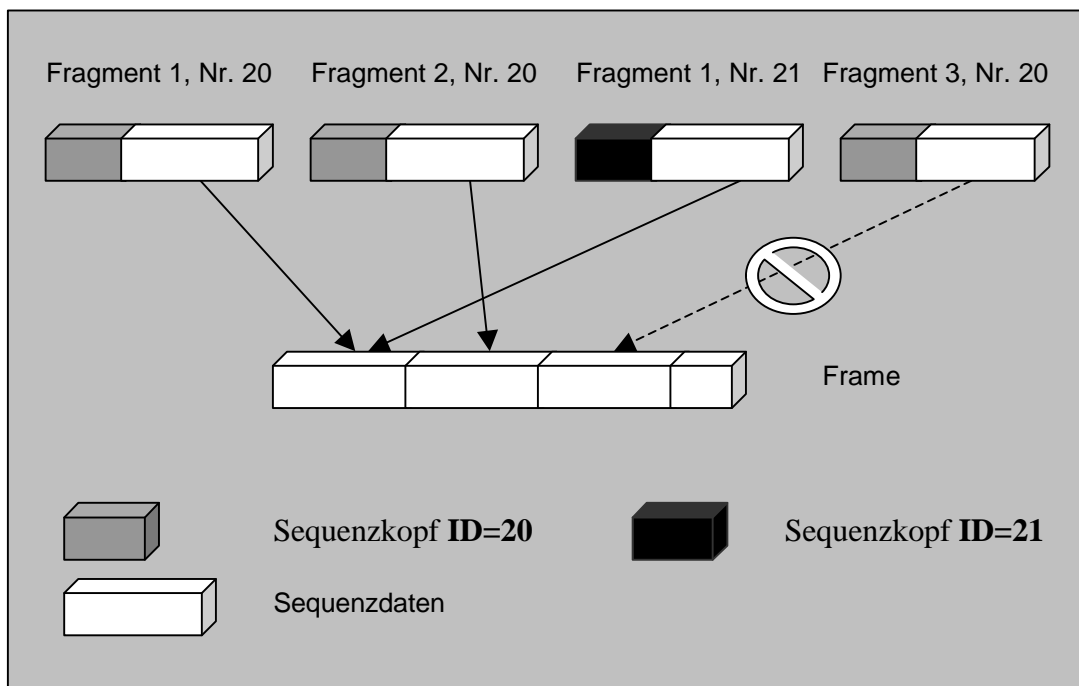 Fragment 1, Nr. 20
Fragment 2, Nr. 20
Fragment 1, Nr. 21
Fragment 3, Nr. 20
Frame
Sequenzkopf ID=20
Sequenzkopf ID=21
Sequenzdaten